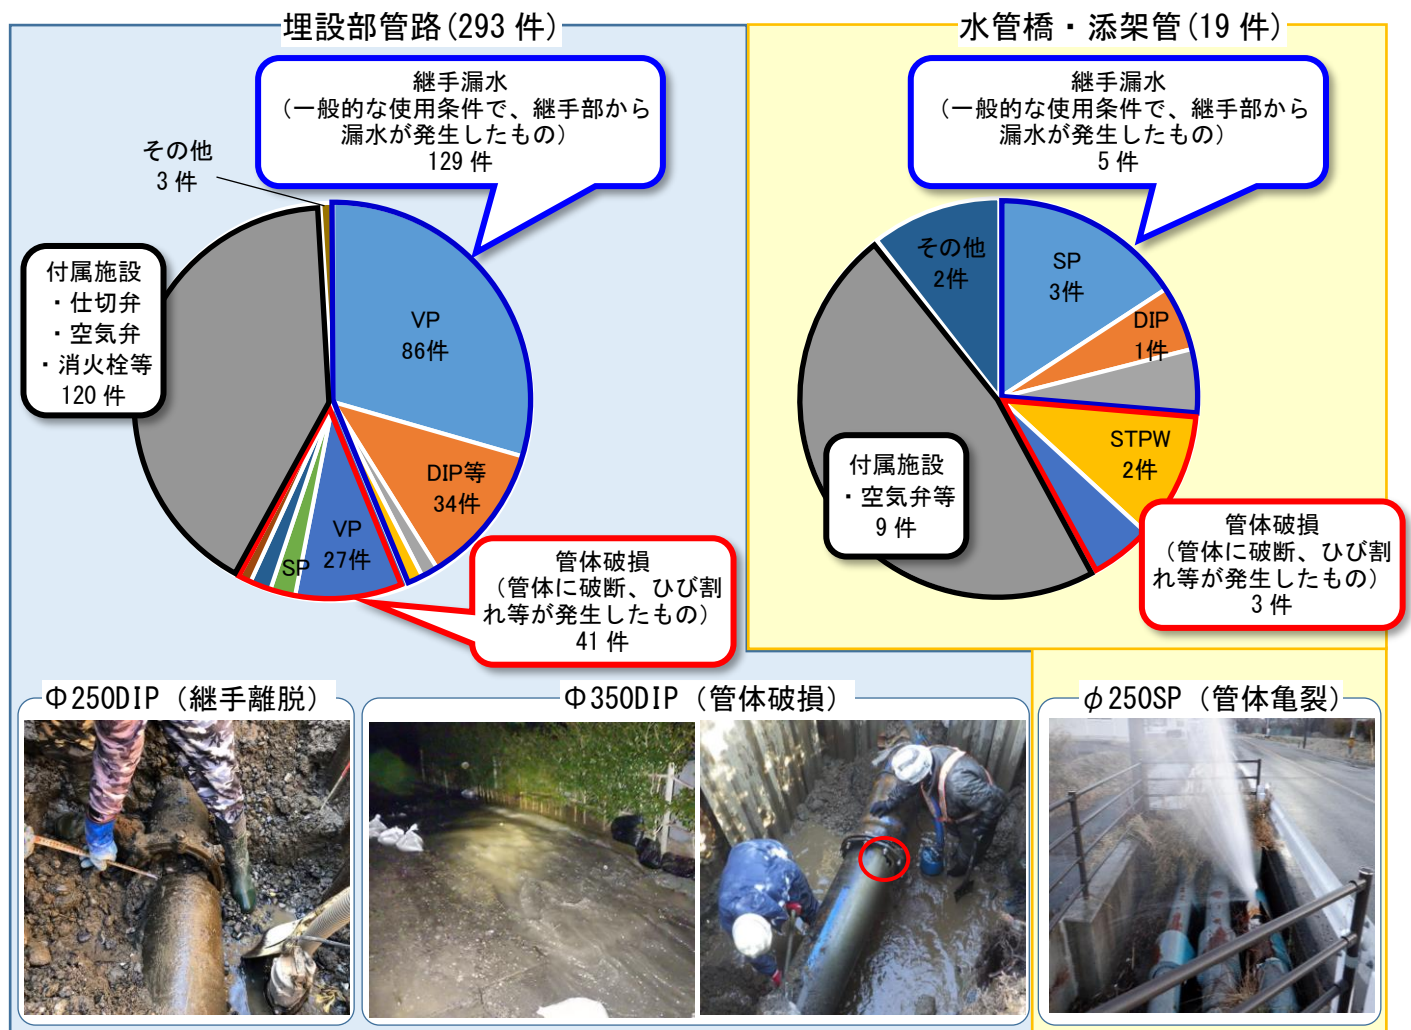 埋設部管路(293 件)
継手漏水
(一般的な使用条件で、継手部から
漏水が発生したもの)
129 件
その他
3 件
付属施設
・仕切弁
・空気弁
・消火栓等
120 件
VP
86件
DIP等
34件
VP
27件
SP
管体破損
(管体に破断、ひび割
れ等が発生したもの)
41 件
水管橋・添架管(19 件)
継手漏水
(一般的な使用条件で、継手部から
漏水が発生したもの)
5 件
その他
2件
SP
3件
DIP
1件
STPW
2件
付属施設
・空気弁等
9 件
管体破損
(管体に破断、ひび割
れ等が発生したもの)
3 件
Φ250DIP (継手離脱)
Φ350DIP (管体破損)
φ250SP (管体亀裂)